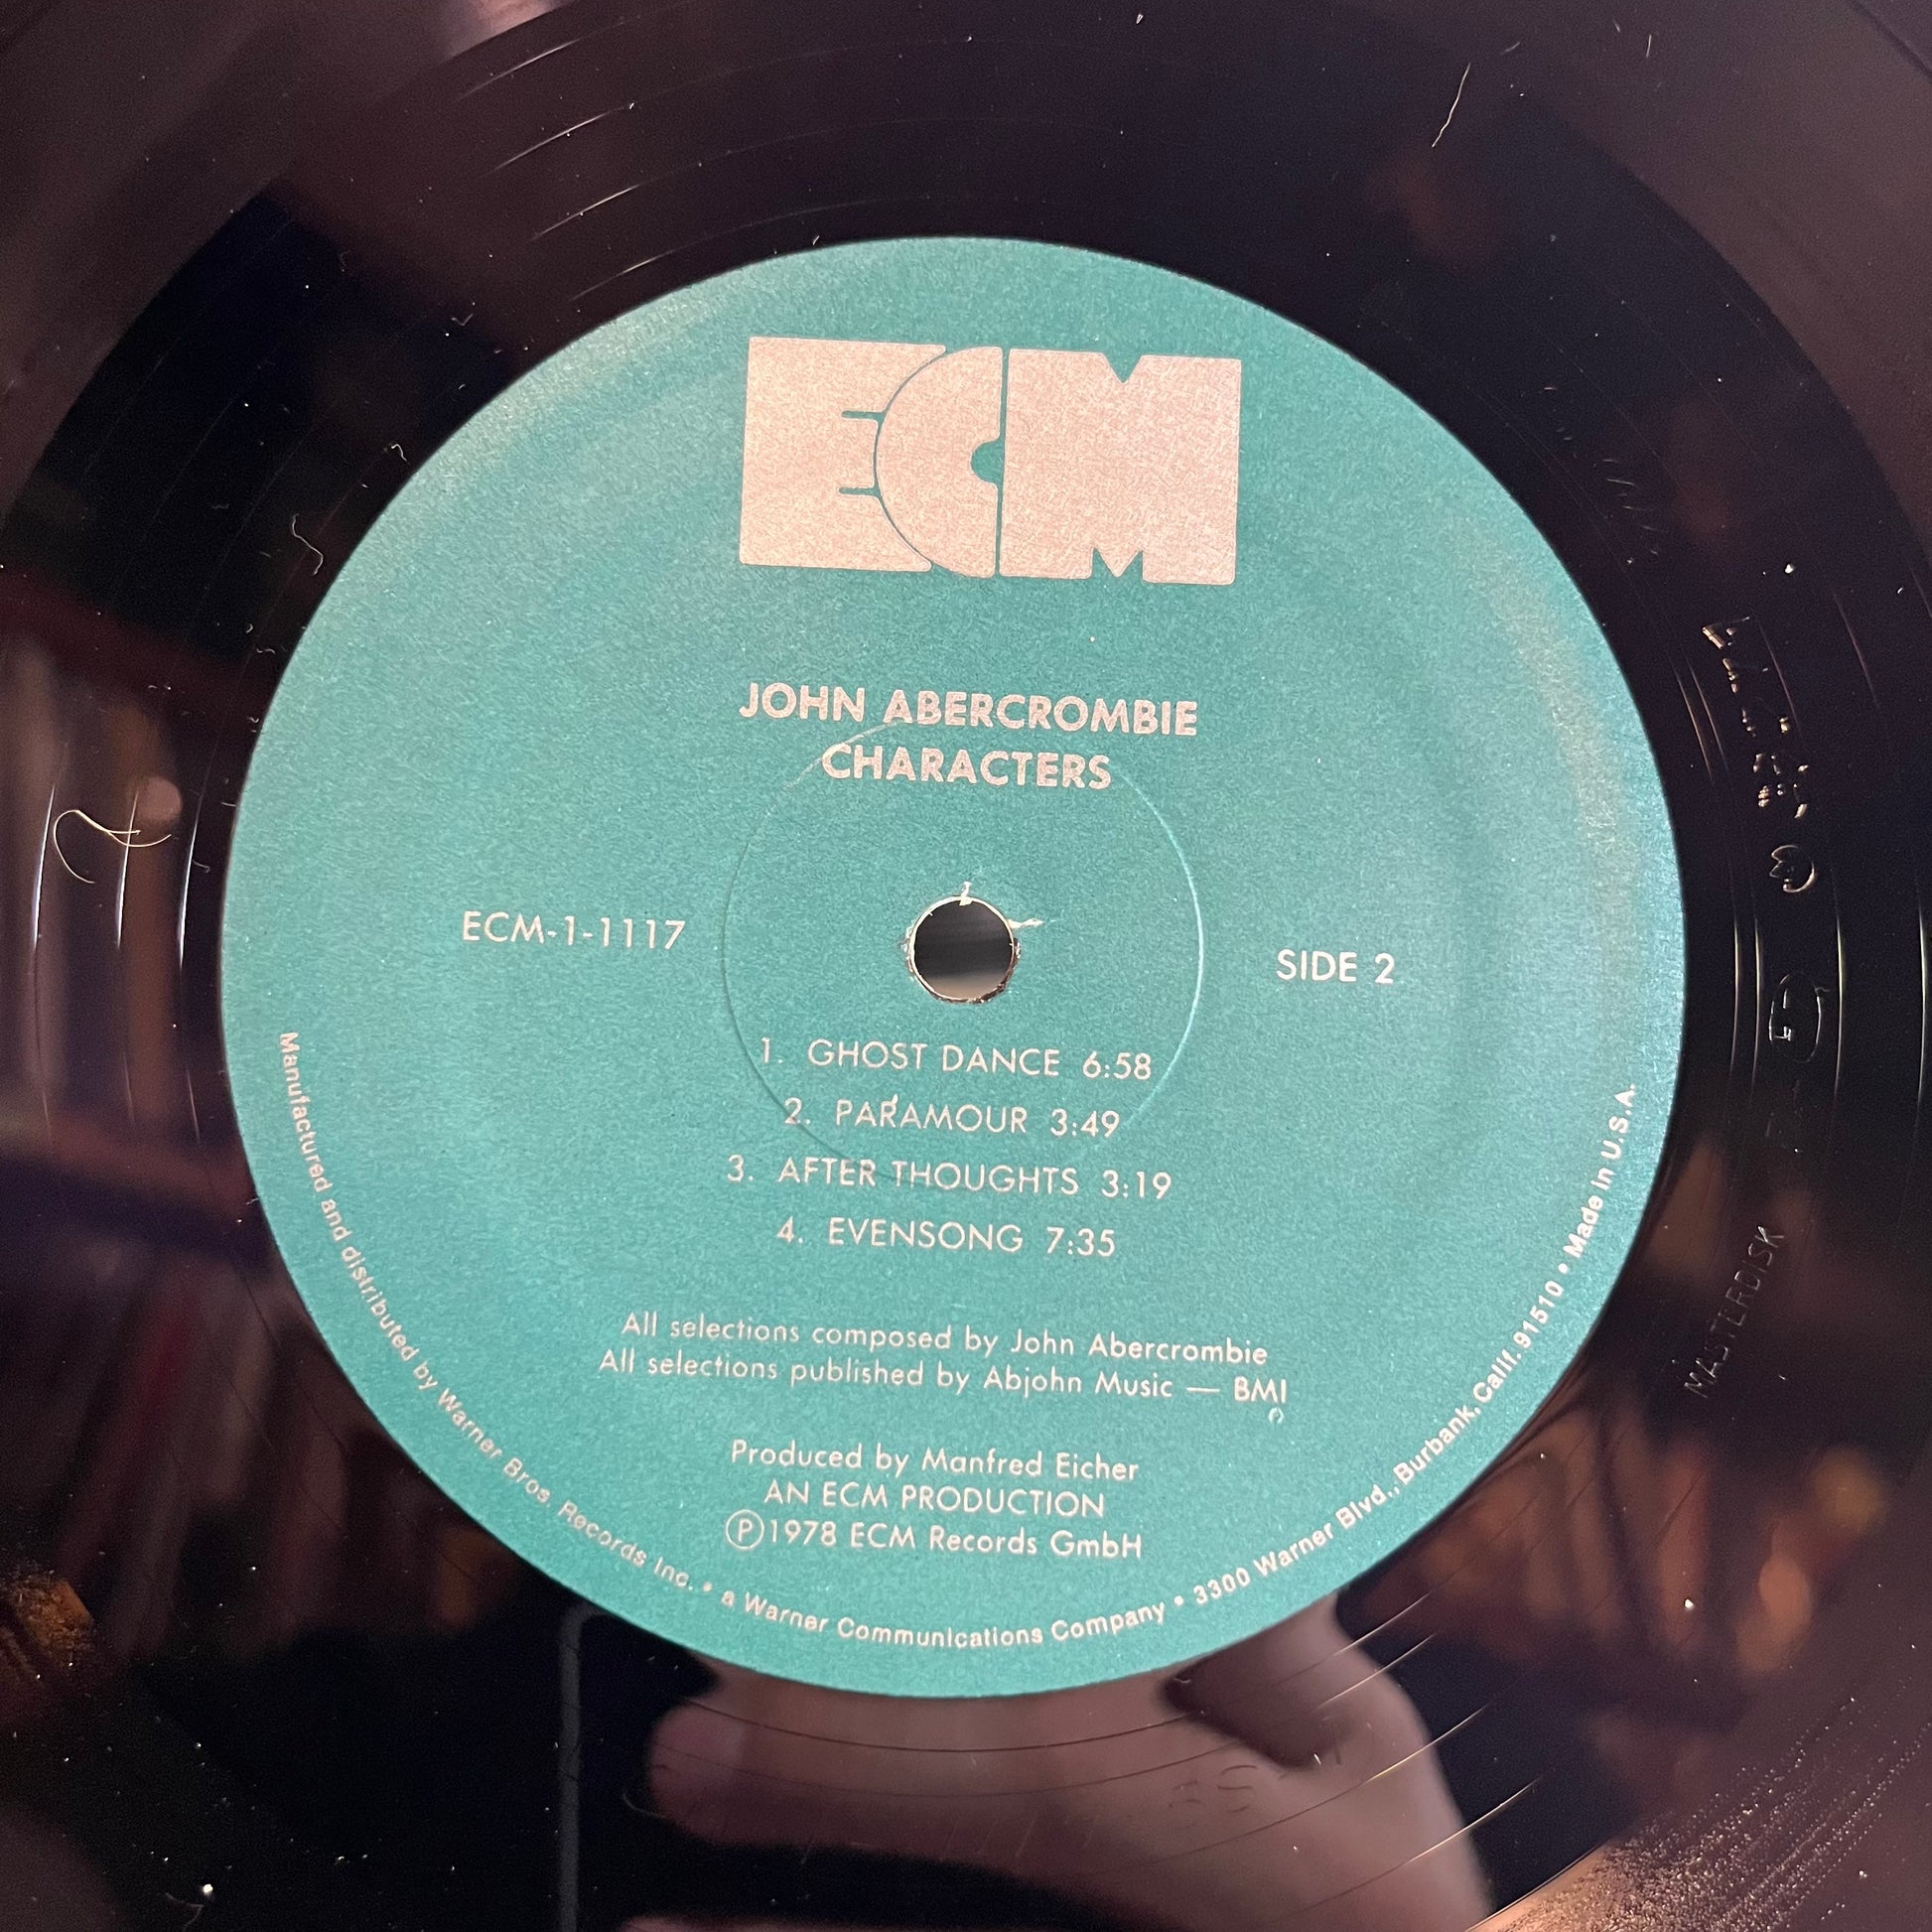 ECM
JOHN ABERCROMBIE
CHARACTERS
ECM-1-1117
SIDE 2
1. GHOST DANCE 6:58
2. PARAMOUR 3:49
3. AFTER THOUGHTS 3:19
4. EVENSONG 7:35
All selections composed by John Abercrombie
All selections published by Abjohn Music — BMI
Produced by Manfred Eicher
AN ECM PRODUCTION
Ⓟ1978 ECM Records GmbH
Manufactured and distributed by Warner Bros. Records Inc. • a Warner Communications Company • 3300 Warner Blvd., Burbank, Calif. 91510 • Made in U.S.A.
MASTERDISK